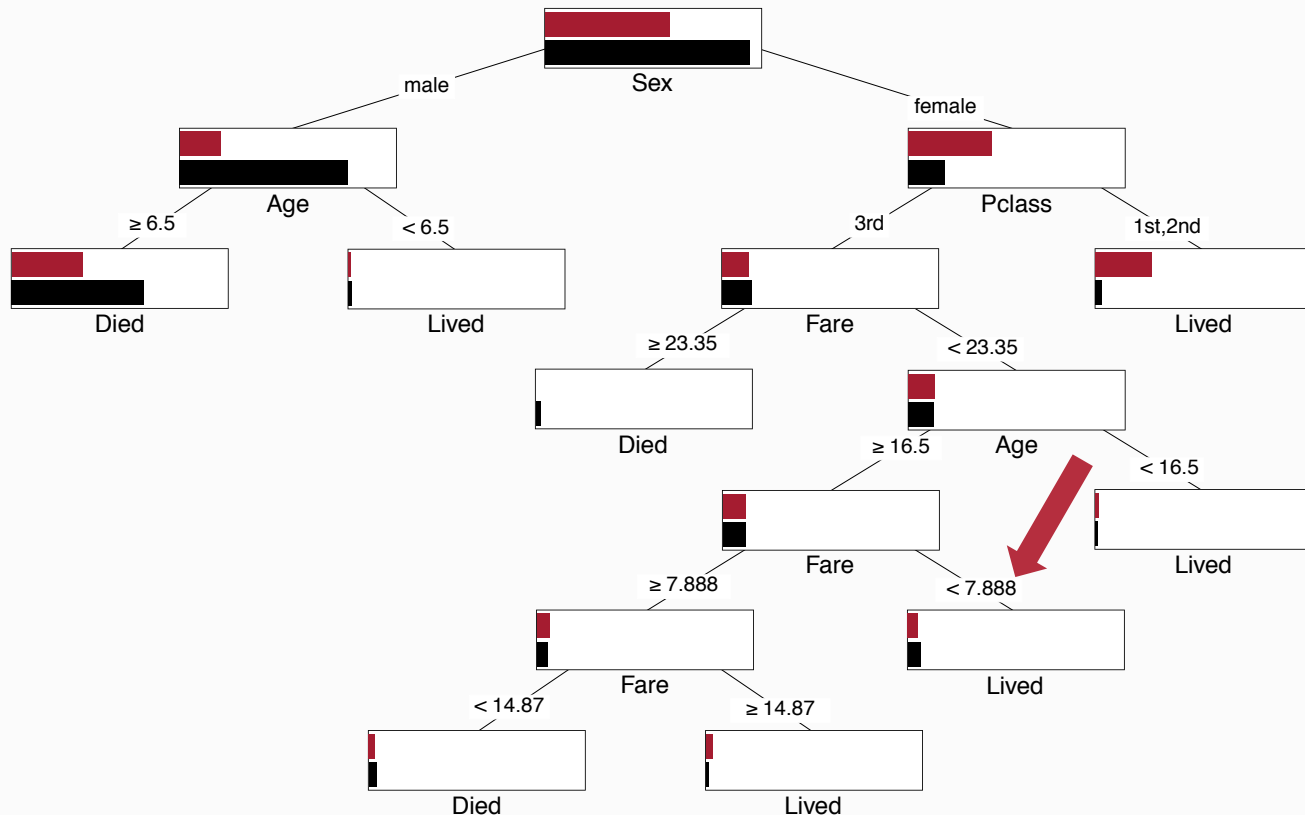 Sex
male
female
Age
Pclass
≥ 6.5
< 6.5
3rd
1st,2nd
Died
Lived
Fare
Lived
≥ 23.35
< 23.35
Died
Age
≥ 16.5
< 16.5
Fare
Lived
≥ 7.888
< 7.888
Fare
Lived
< 14.87
≥ 14.87
Died
Lived